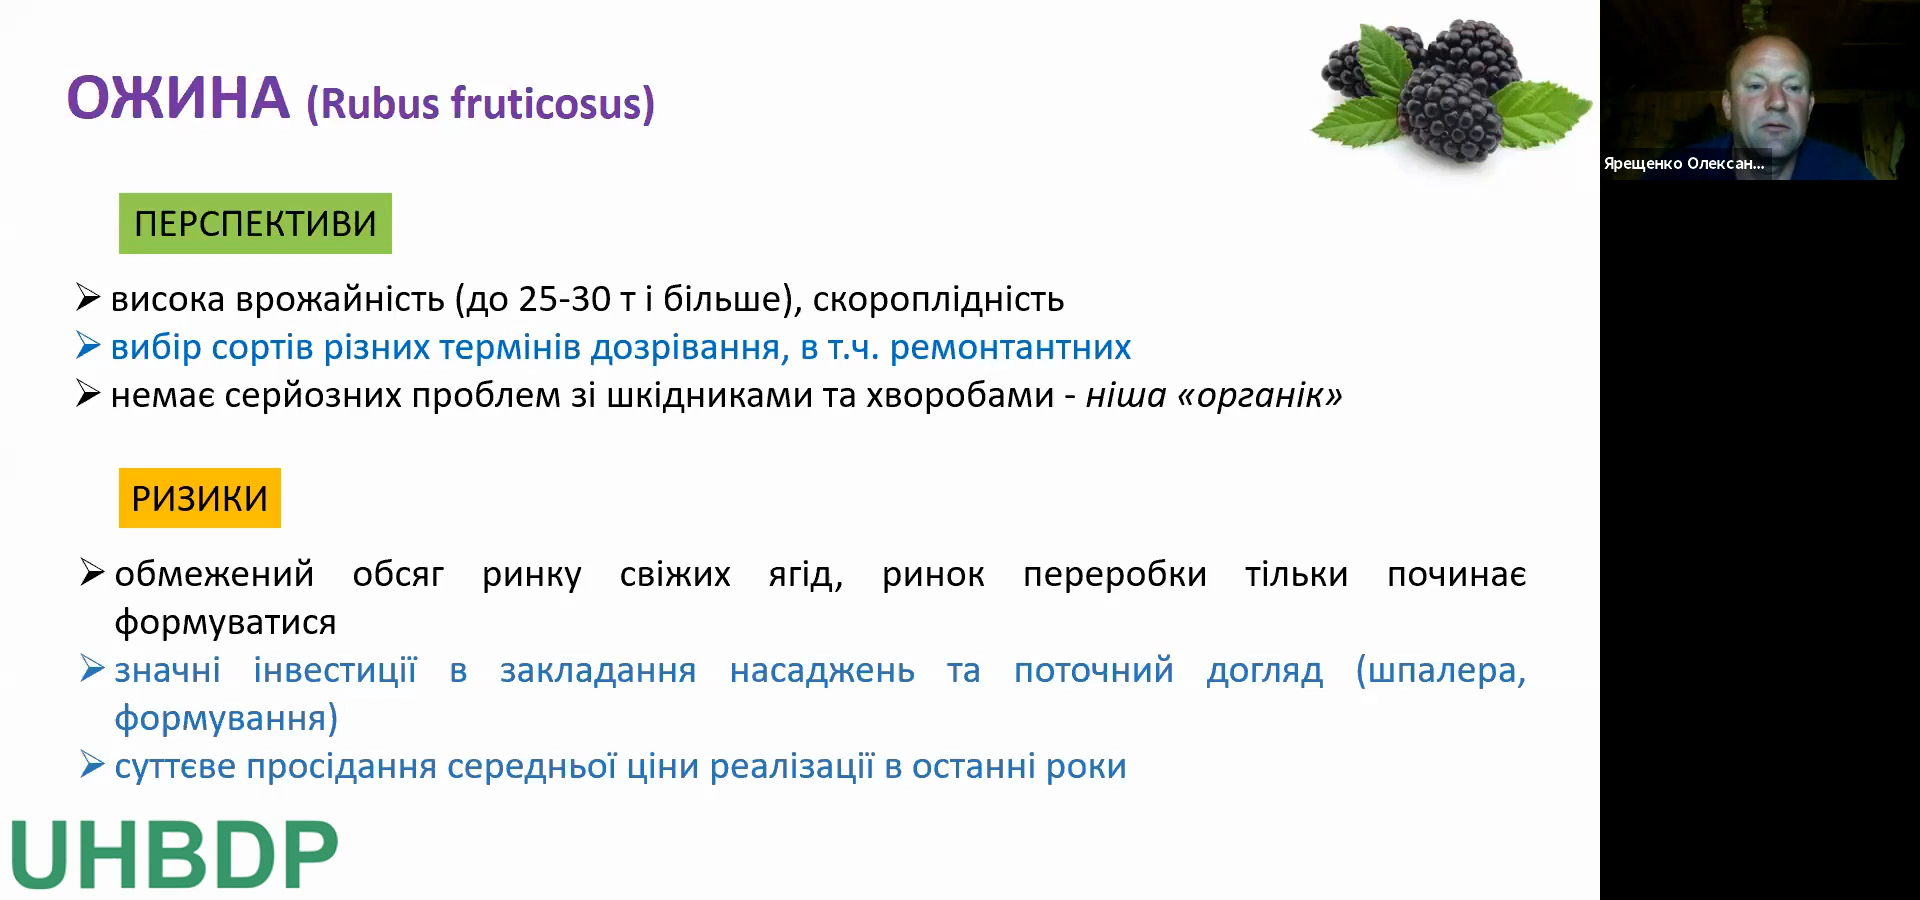 ОЖИНА (Rubus fruticosus)
Ярещенко Олексан...
ПЕРСПЕКТИВИ
висока врожайність (до 25-30 т і більше), скороплідність
вибір сортів різних термінів дозрівання, в т.ч. ремонтантних
немає серйозних проблем зі шкідниками та хворобами - ніша «органік»
РИЗИКИ
обмежений обсяг ринку свіжих ягід, ринок переробки тільки починає
формуватися
значні інвестиції в закладання насаджень та поточний догляд (шпалера,
формування)
суттєве просідання середньої ціни реалізації в останні роки
UHBDP